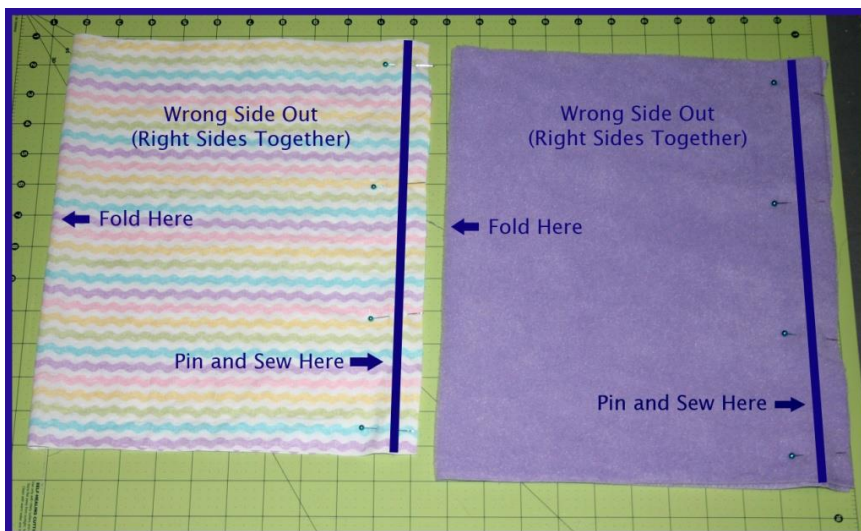 Wrong Side Out
(Right Sides Together)
Fold Here
Pin and Sew Here
Wrong Side Out
(Right Sides Together)
Fold Here
Pin and Sew Here